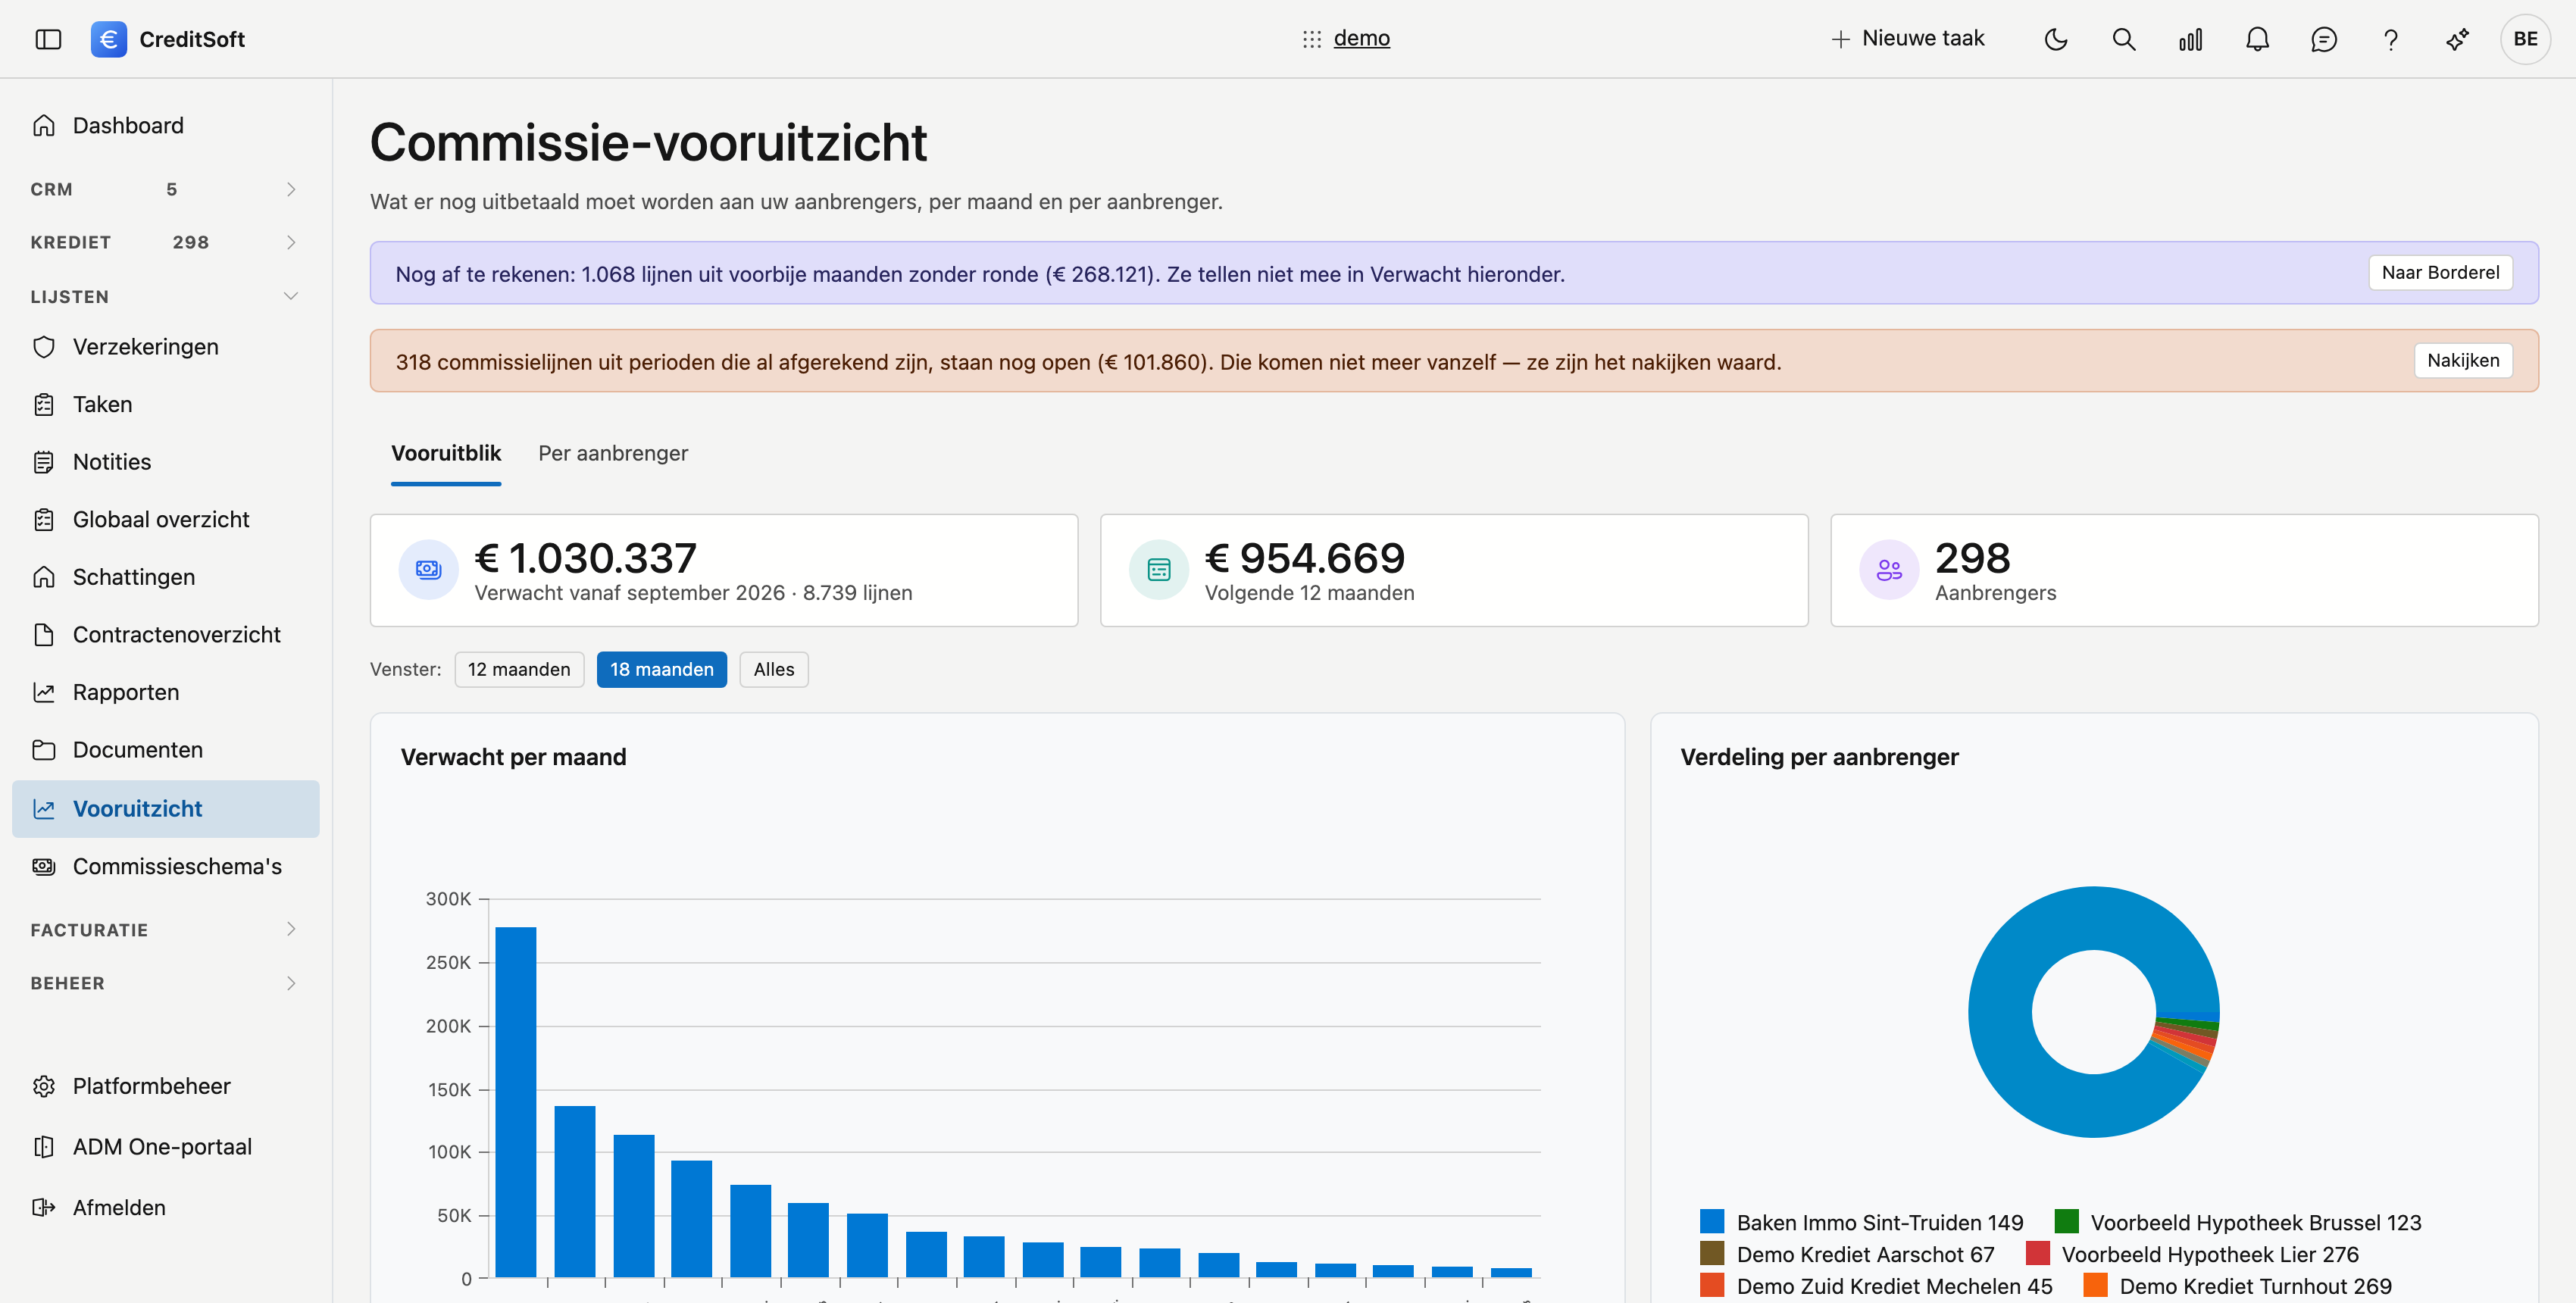 CreditSoft
demo
Nieuwe taak
BE
Dashboard
CRM 5
KREDIET 298
LIJSTEN
Verzekeringen
Taken
Notities
Globaal overzicht
Schattingen
Contractenoverzicht
Rapporten
Documenten
Vooruitzicht
Commissieschema's
FACTURATIE
BEHEER
Platformbeheer
ADM One-portaal
Afmelden
Commissie-vooruitzicht
Wat er nog uitbetaald moet worden aan uw aanbrengers, per maand en per aanbrenger.
Nog af te rekenen: 1.068 lijnen uit voorbije maanden zonder ronde (€ 268.121). Ze tellen niet mee in Verwacht hieronder.
Naar Borderel
318 commissielijnen uit perioden die al afgerekend zijn, staan nog open (€ 101.860). Die komen niet meer vanzelf — ze zijn het nakijken waard.
Nakijken
Vooruitblik Per aanbrenger
€ 1.030.337
Verwacht vanaf september 2026 · 8.739 lijnen
€ 954.669
Volgende 12 maanden
298
Aanbrengers
Venster: 12 maanden 18 maanden Alles
Verwacht per maand
300K
250K
200K
150K
100K
50K
0
Verdeling per aanbrenger
Baken Immo Sint-Truiden 149 Voorbeeld Hypotheek Brussel 123
Demo Krediet Aarschot 67 Voorbeeld Hypotheek Lier 276
Demo Zuid Krediet Mechelen 45 Demo Krediet Turnhout 269